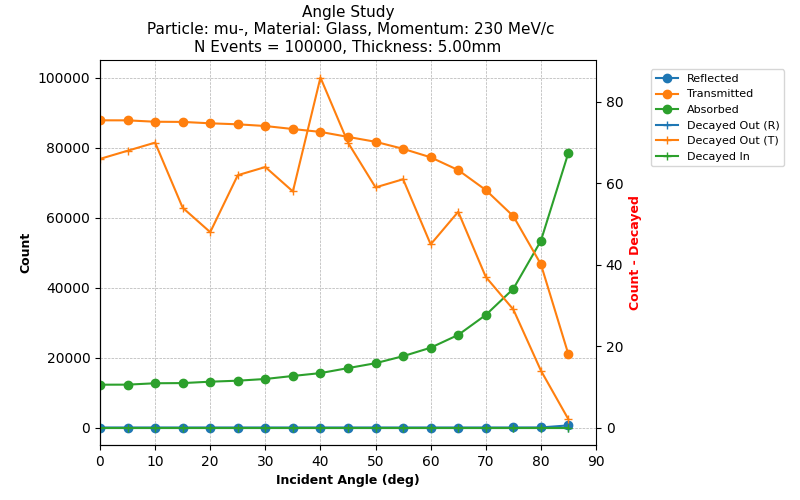 Angle Study
Particle: mu-, Material: Glass, Momentum: 230 MeV/c
N Events = 100000, Thickness: 5.00mm
100000
80000
60000
40000
20000
0
Count
0 10 20 30 40 50 60 70 80 90
Incident Angle (deg)
80
60
40
20
0
Count - Decayed
Reflected
Transmitted
Absorbed
Decayed Out (R)
Decayed Out (T)
Decayed In